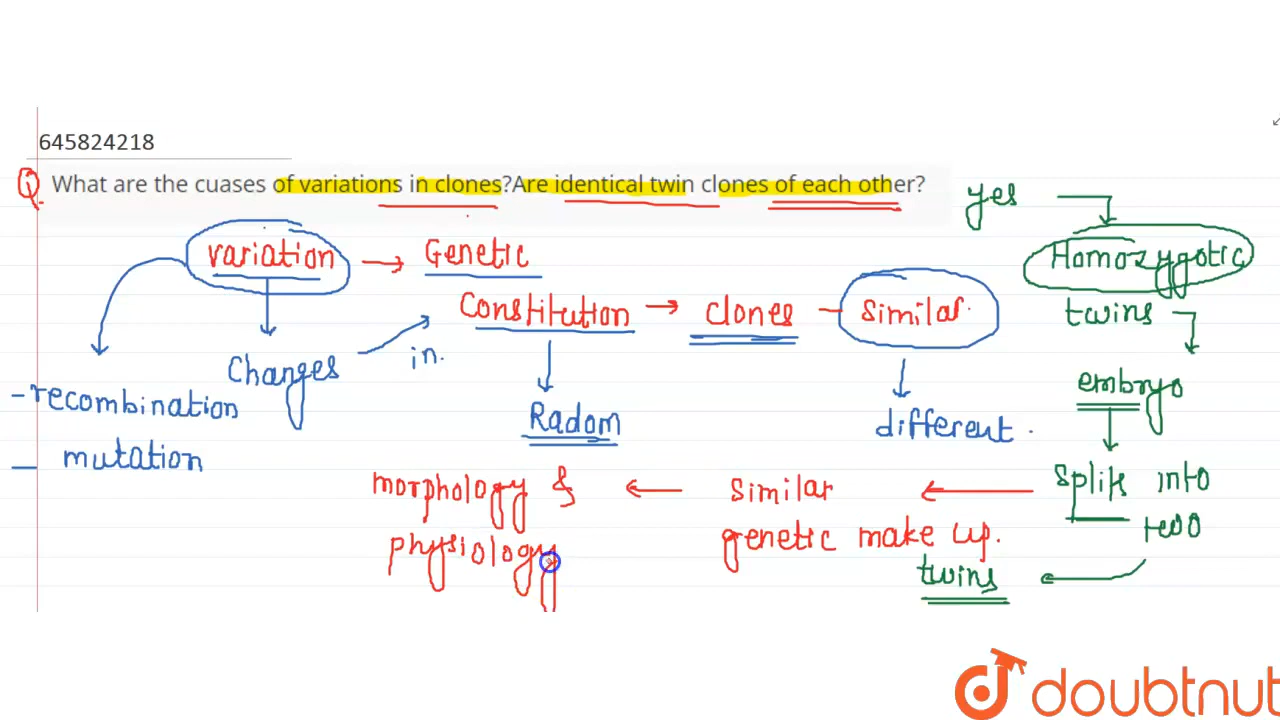 645824218
Q. What are the cuases of variations in clones?Are identical twin clones of each other?
yes
variation → Genetic
Homozygotic
Constitution → clones - similar.
twins
Changes in.
embryo
-recombination
Radom
different.
- mutation
morphology &
similar
splits into
physiology
genetic make up.
two
twins
doubtnut